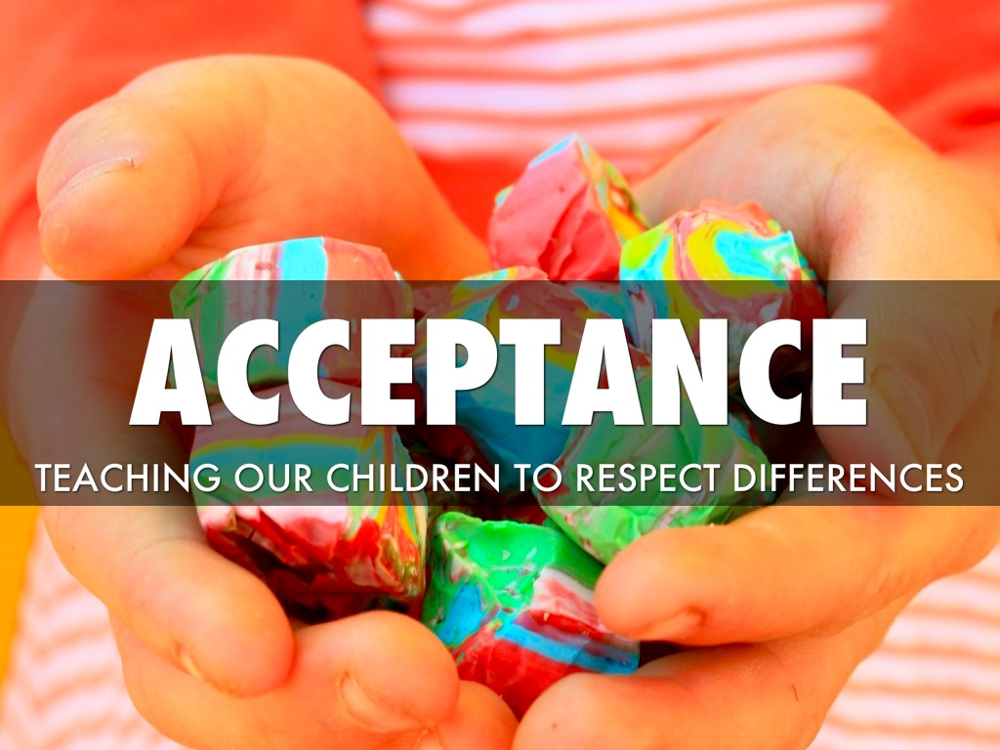 ACCEPTANCE
TEACHING OUR CHILDREN TO RESPECT DIFFERENCES